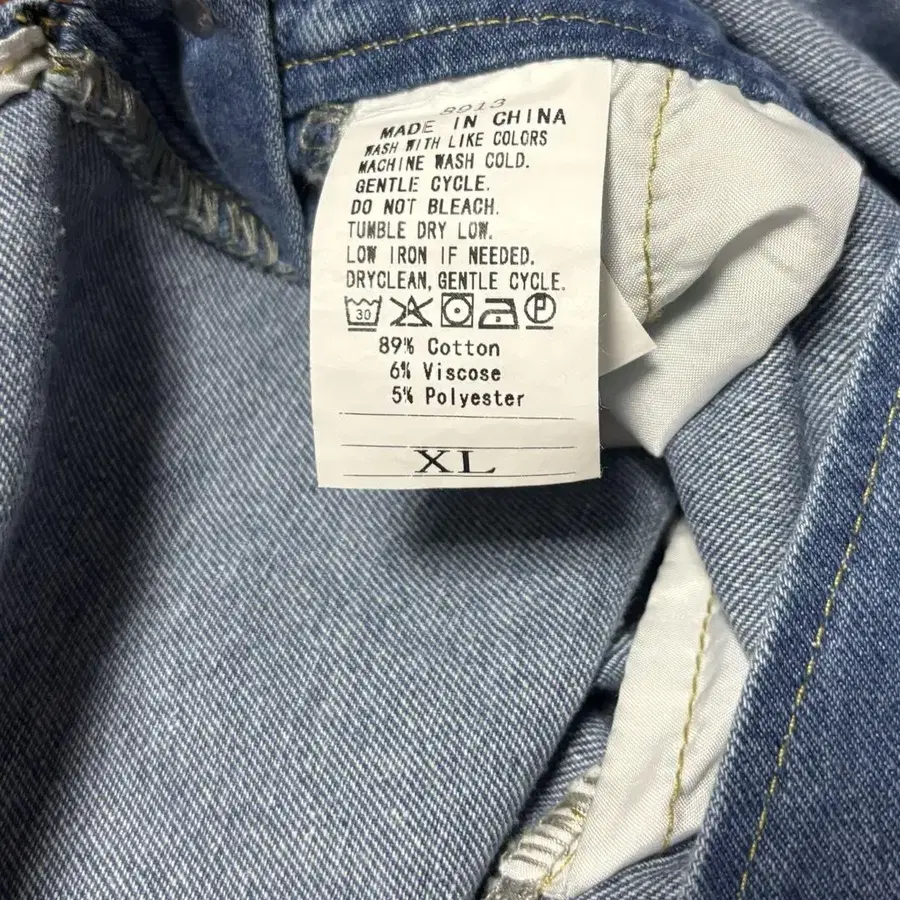 8913
MADE IN CHINA
WASH WITH LIKE COLORS
MACHINE WASH COLD.
GENTLE CYCLE.
DO NOT BLEACH.
TUMBLE DRY LOW.
LOW IRON IF NEEDED.
DRYCLEAN, GENTLE CYCLE.
30 P
89% Cotton
6% Viscose
5% Polyester
XL